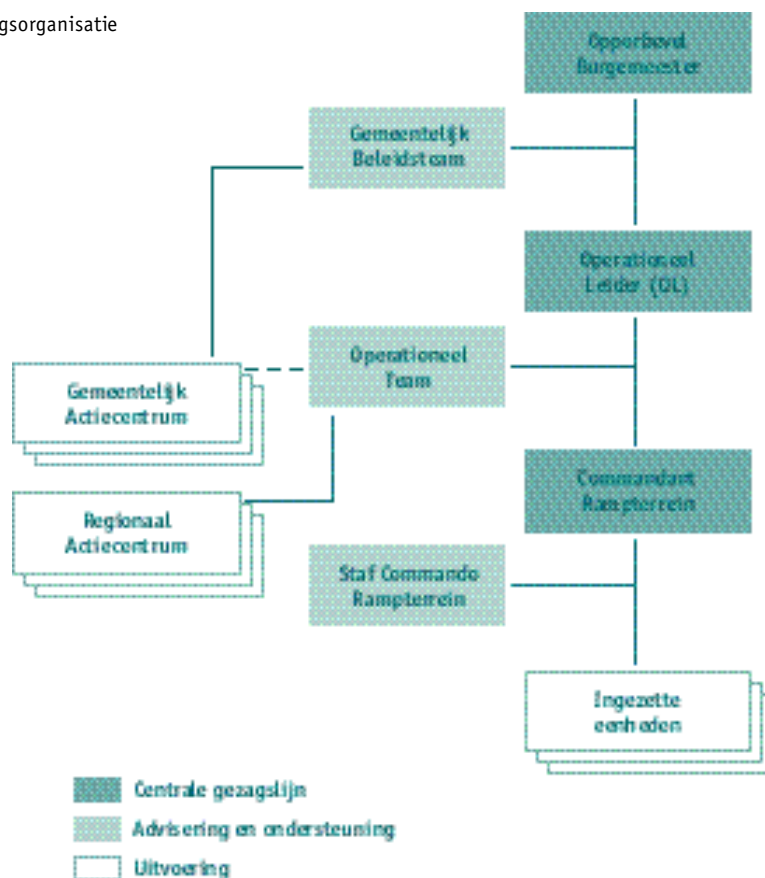 gsorganisatie
Opperbevel
Burgemeester
Gemeentelijk
Beleidsteam
Operationeel
Leider (OL)
Operationeel
Team
Gemeentelijk
Actiecentrum
Commandant
Rampterrein
Regionaal
Actiecentrum
Staf Commando
Rampterrein
Ingezette
eenheden
Centrale gezagslijn
Advisering en ondersteuning
Uitvoering